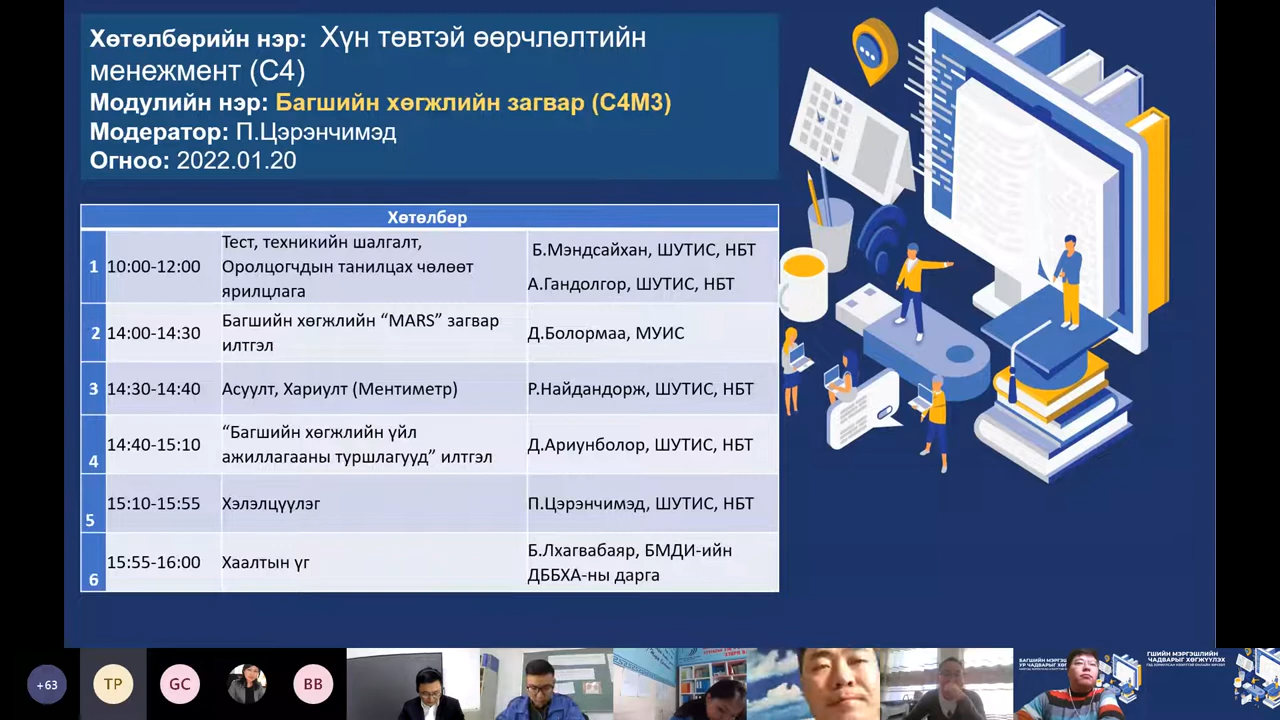 Хөтөлбөрийн нэр: Хүн төвтэй өөрчлөлтийн
менежмент (C4)
Модулийн нэр: Багшийн хөгжлийн загвар (C4M3)
Модератор: П.Цэрэнчимэд
Огноо: 2022.01.20
Хөтөлбөр
1
10:00-12:00
Тест, техникийн шалгалт,
Оролцогчдын танилцах чөлөөт
ярилцлага
Б.Мэндсайхан, ШУТИС, НБТ
А.Гандолгор, ШУТИС, НБТ
2
14:00-14:30
Багшийн хөгжлийн “MARS” загвар
илтгэл
Д.Болормаа, МУИС
3
14:30-14:40
Асуулт, Хариулт (Ментиметр)
Р.Найдандорж, ШУТИС, НБТ
4
14:40-15:10
“Багшийн хөгжлийн үйл
ажиллагааны туршлагууд” илтгэл
Д.Ариунболор, ШУТИС, НБТ
5
15:10-15:55
Хэлэлцүүлэг
П.Цэрэнчимэд, ШУТИС, НБТ
6
15:55-16:00
Хаалтын үг
Б.Лхагвабаяр, БМДИ-ийн
ДББХА-ны дарга
+63
TP
GC
BB
ЧАДВАРЫГ ХӨГЖҮҮЛЭХ